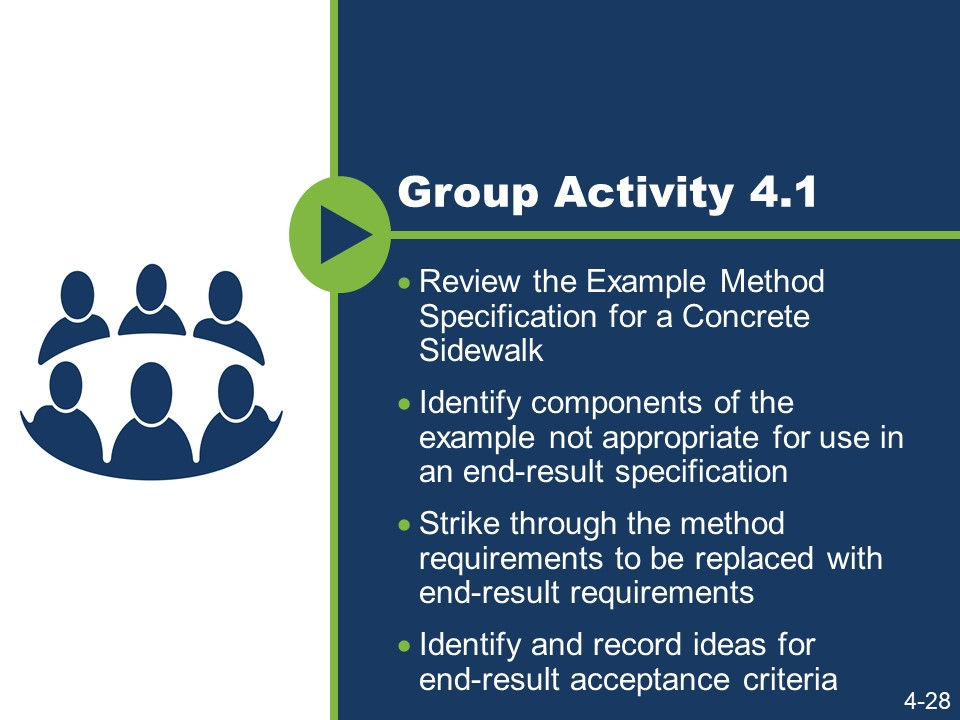 Group Activity 4.1
• Review the Example Method
Specification for a Concrete
Sidewalk
• Identify components of the
example not appropriate for use in
an end-result specification
• Strike through the method
requirements to be replaced with
end-result requirements
• Identify and record ideas for
end-result acceptance criteria
4-28